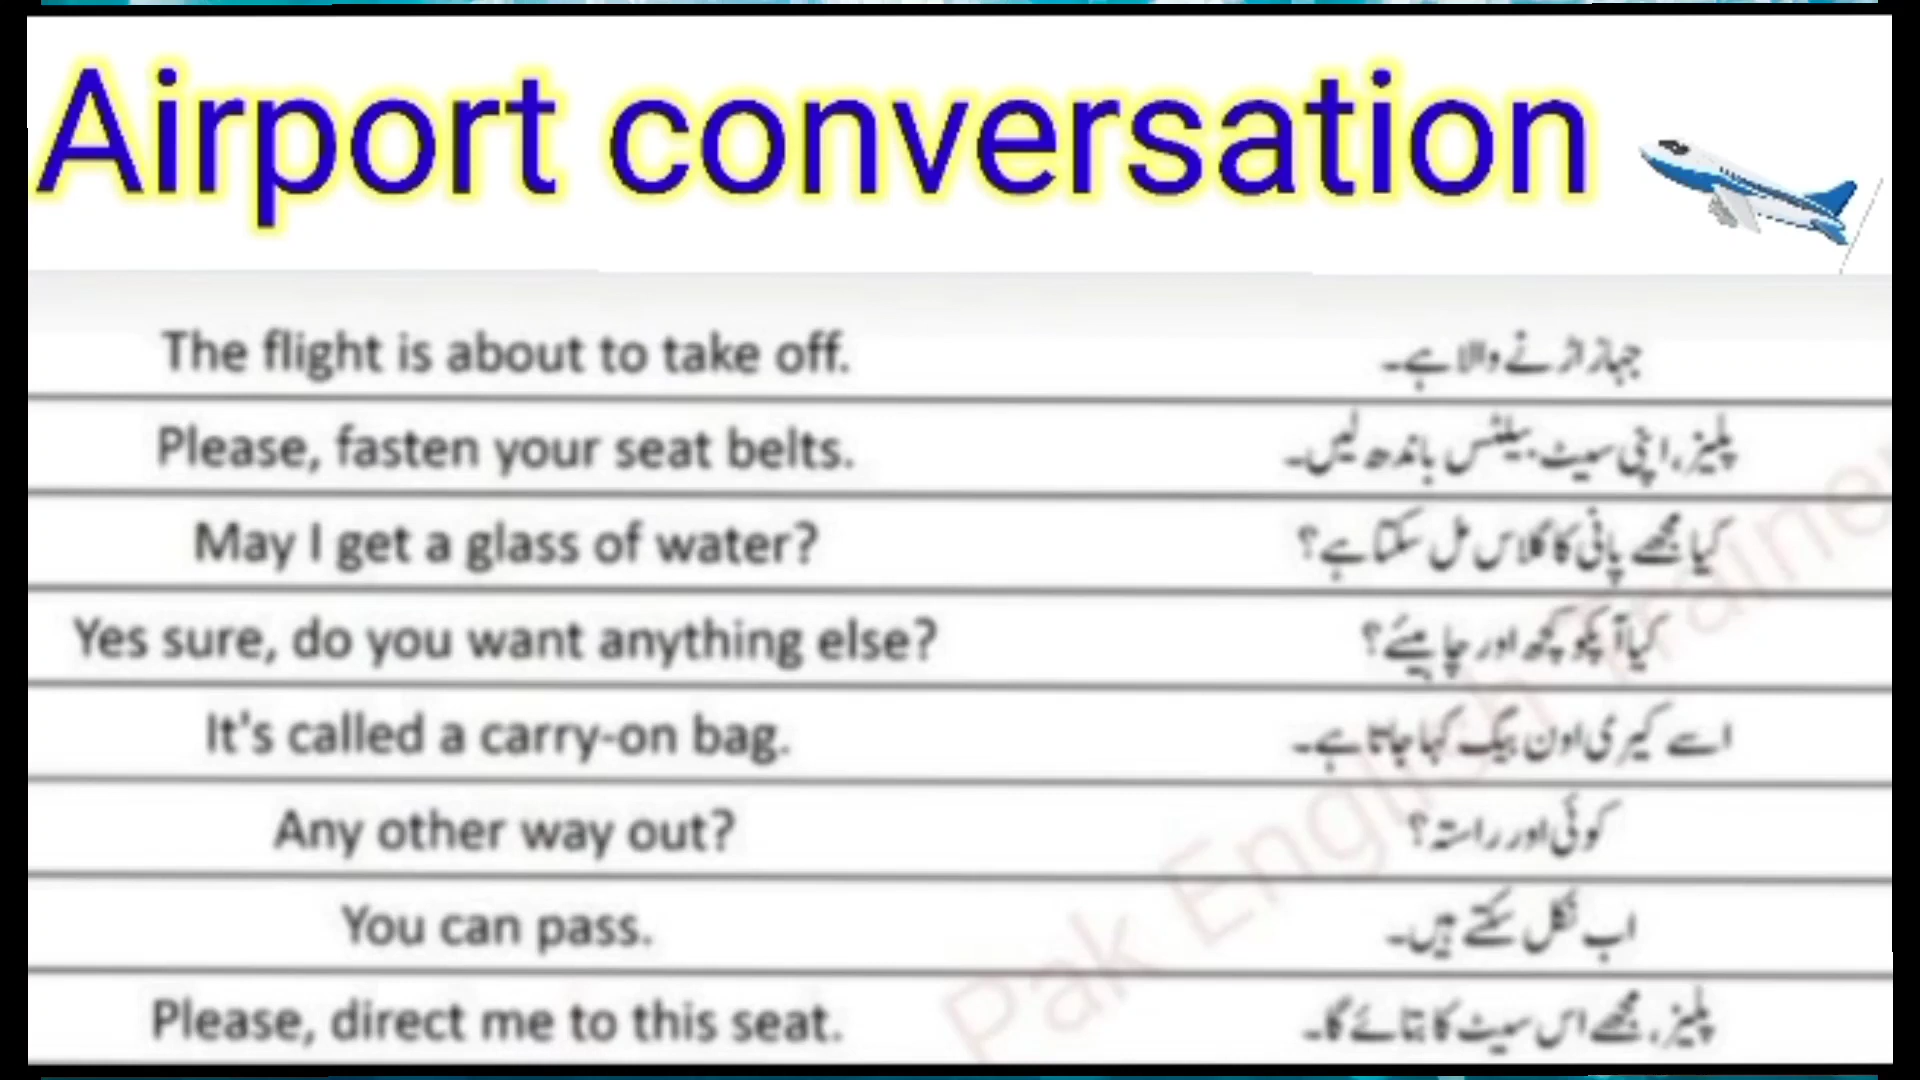 Airport conversation
The flight is about to take off. جہاز اڑنے والا ہے۔
Please, fasten your seat belts. پلیز، اپنی سیٹ بیلٹس باندھ لیں۔
May I get a glass of water? کیا مجھے پانی کا گلاس مل سکتا ہے؟
Yes sure, do you want anything else? کیا آپکو کچھ اور چاہیئے؟
It's called a carry-on bag. اسے کیری اون بیگ کہا جاتا ہے۔
Any other way out? کوئی اور راستہ؟
You can pass. اب نکل سکتے ہیں۔
Please, direct me to this seat. پلیز، مجھے اس سیٹ کا بتائے گا۔
Pak English Trainer